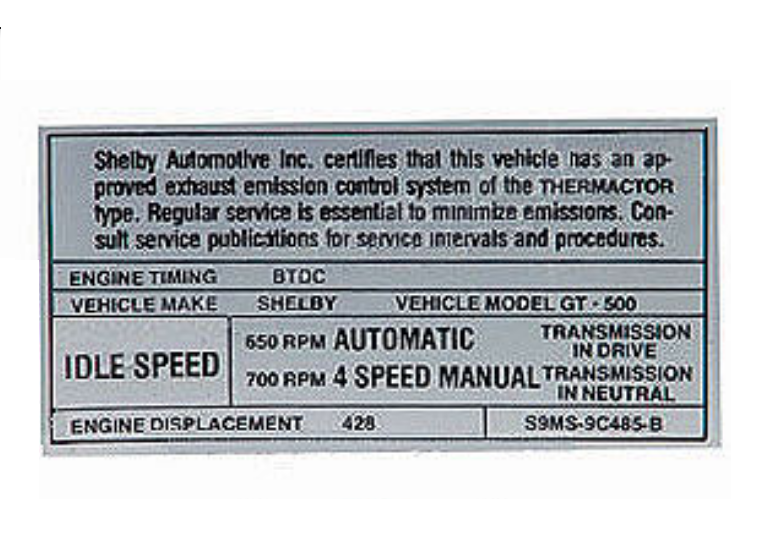 Shelby Automotive Inc. certifies that this vehicle has an ap-
proved exhaust emission control system of the THERMACTOR
type. Regular service is essential to minimize emissions. Con-
sult service publications for service intervals and procedures.
ENGINE TIMING BTDC
VEHICLE MAKE SHELBY VEHICLE MODEL GT - 500
IDLE SPEED
650 RPM AUTOMATIC TRANSMISSION
IN DRIVE
700 RPM 4 SPEED MANUAL TRANSMISSION
IN NEUTRAL
ENGINE DISPLACEMENT 428 S9MS-9C485-B